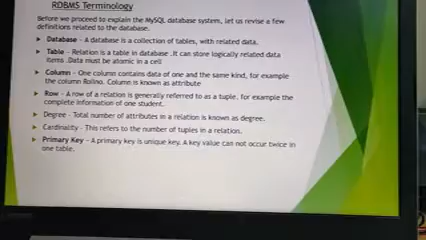 RDBMS Terminology
Before we proceed to explain the MySQL database system, let us revise a few
definitions related to the database.
Database - A database is a collection of tables, with related data.
Table - Relation is a table in database .It can store logically related data
items .Data must be atomic in a cell
Column - One column contains data of one and the same kind, for example
the column Rollno. Column is known as attribute
Row - A row of a relation is generally referred to as a tuple, for example the
complete information of one student.
Degree - Total number of attributes in a relation is known as degree.
Cardinality - This refers to the number of tuples in a relation.
Primary Key - A primary key is unique key. A key value can not occur twice in
one table.